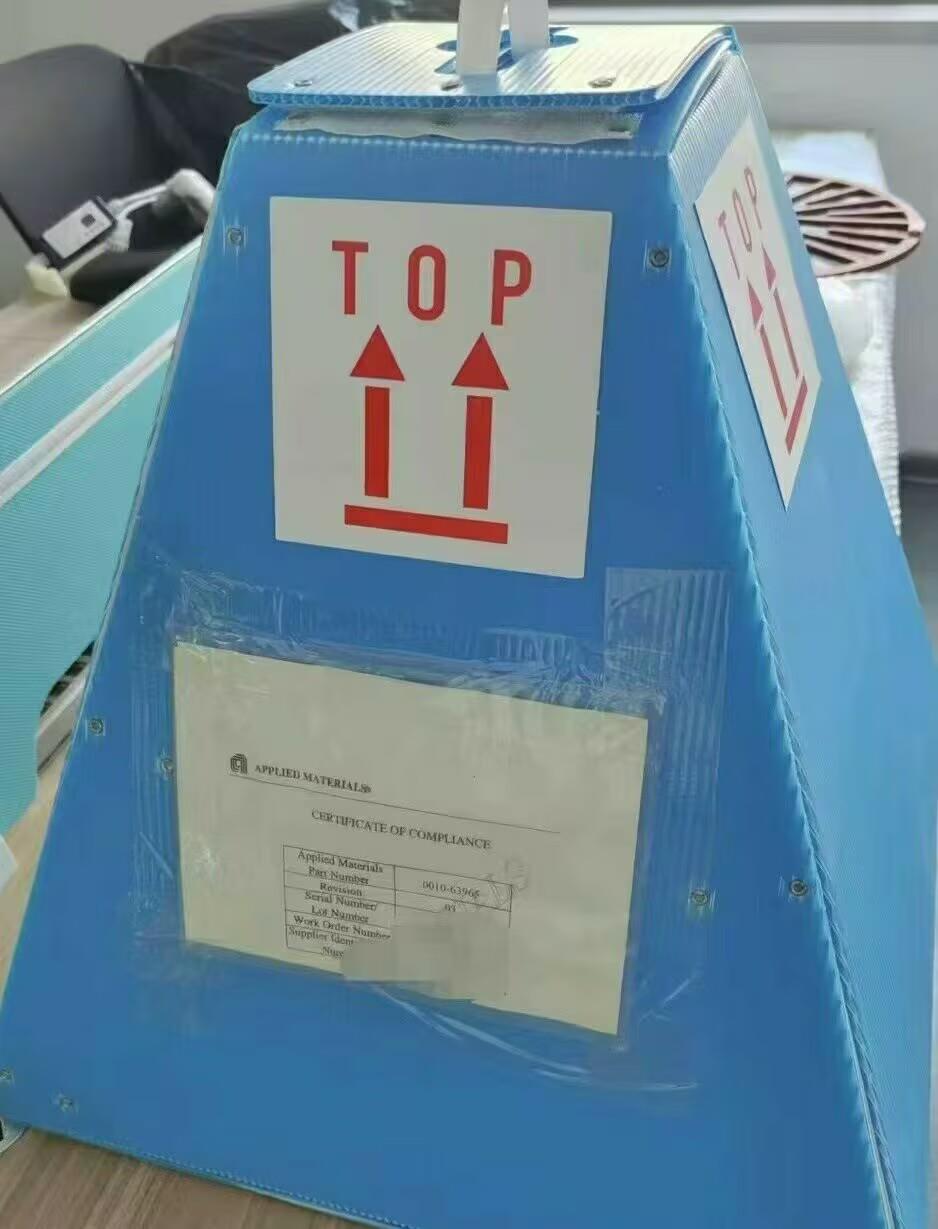 TOP
TOP
APPLIED MATERIALS®
CERTIFICATE OF COMPLIANCE
Applied Materials
Part Number
0010-63965
Revision
03
Serial Number/
Lot Number
Work Order Number
Supplier